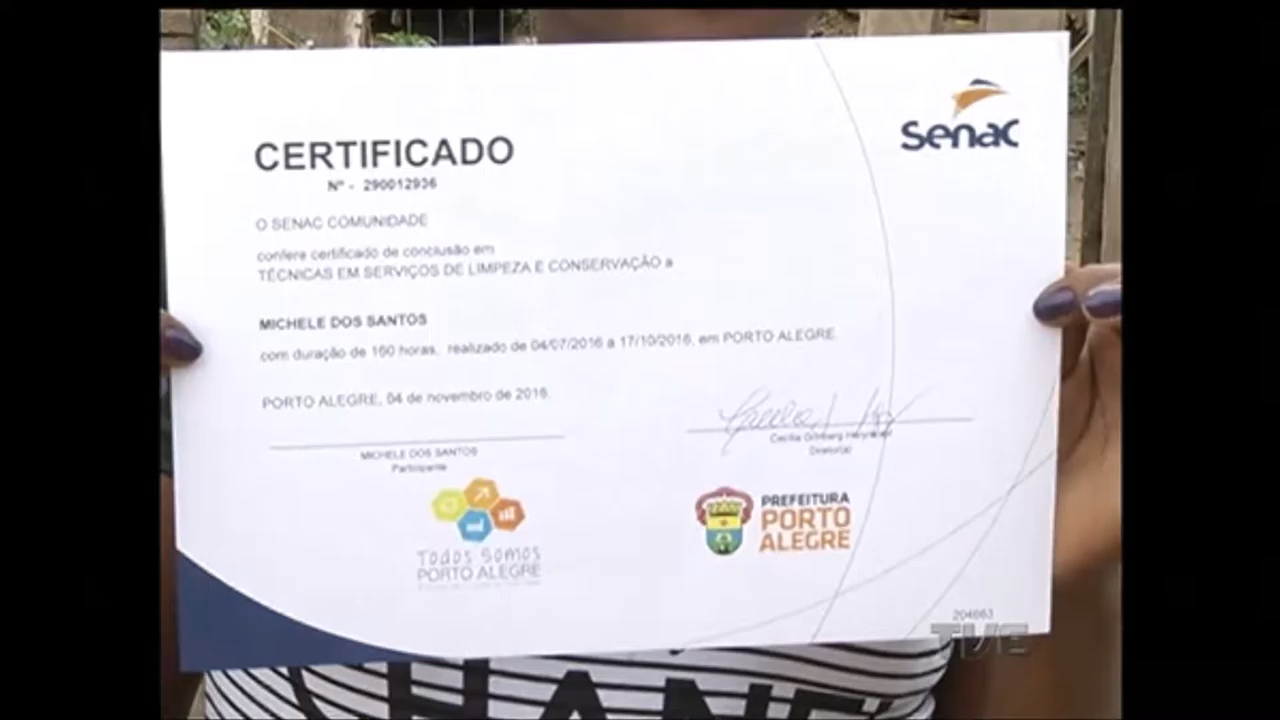 Senac
CERTIFICADO
Nº - 290012936
O SENAC COMUNIDADE
confere certificado de conclusão em
TÉCNICAS EM SERVIÇOS DE LIMPEZA E CONSERVAÇÃO a
MICHELE DOS SANTOS
com duração de 160 horas, realizado de 04/07/2016 a 17/10/2016, em PORTO ALEGRE
PORTO ALEGRE, 04 de novembro de 2016.
MICHELE DOS SANTOS
Participante
Cecília
Diretor(a)
TODOS SOMOS
PORTO ALEGRE
PREFEITURA
PORTO
ALEGRE
204663
TVE